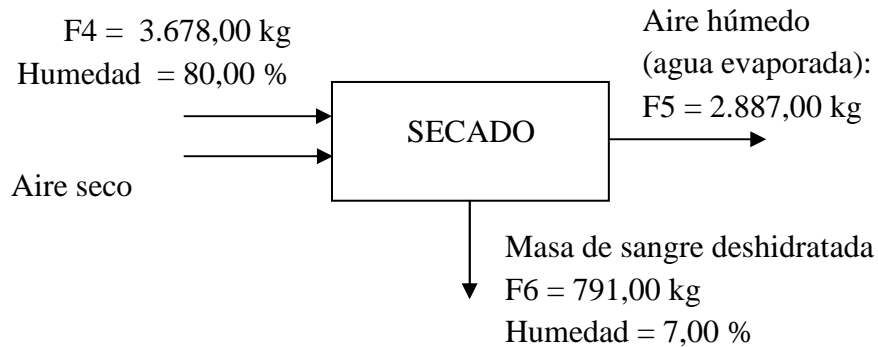 F4 = 3.678,00 kg
Humedad = 80,00 %
Aire seco
SECADO
Aire húmedo
(agua evaporada):
F5 = 2.887,00 kg
Masa de sangre deshidratada
F6 = 791,00 kg
Humedad = 7,00 %